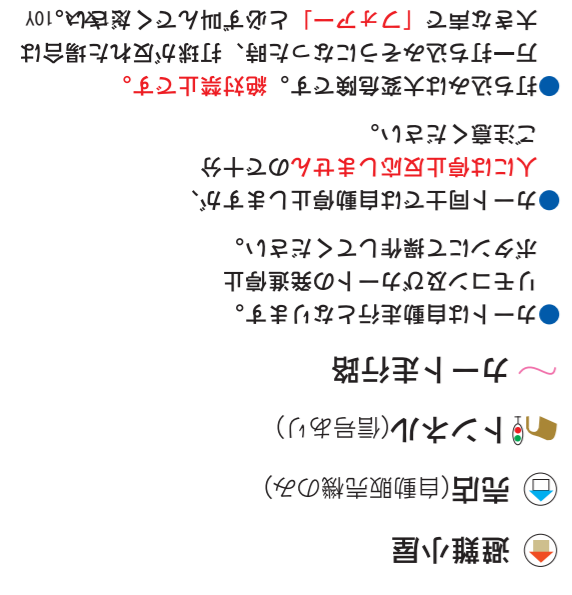 避難小屋
売店(自動販売機のみ)
トンネル(信号あり)
カート走行路
●カートは自動走行となります。
リモコン及びカートの発進停止
ボタンにて操作してください。
●カート同士では自動停止しますが、
人には停止反応しませんので十分
ご注意ください。
●打ち込みは大変危険です。絶対禁止です。
万一打ち込みそうになった時、打球が反れた場合は
大きな声で「フォアー」と必ず叫んでください。
10Y